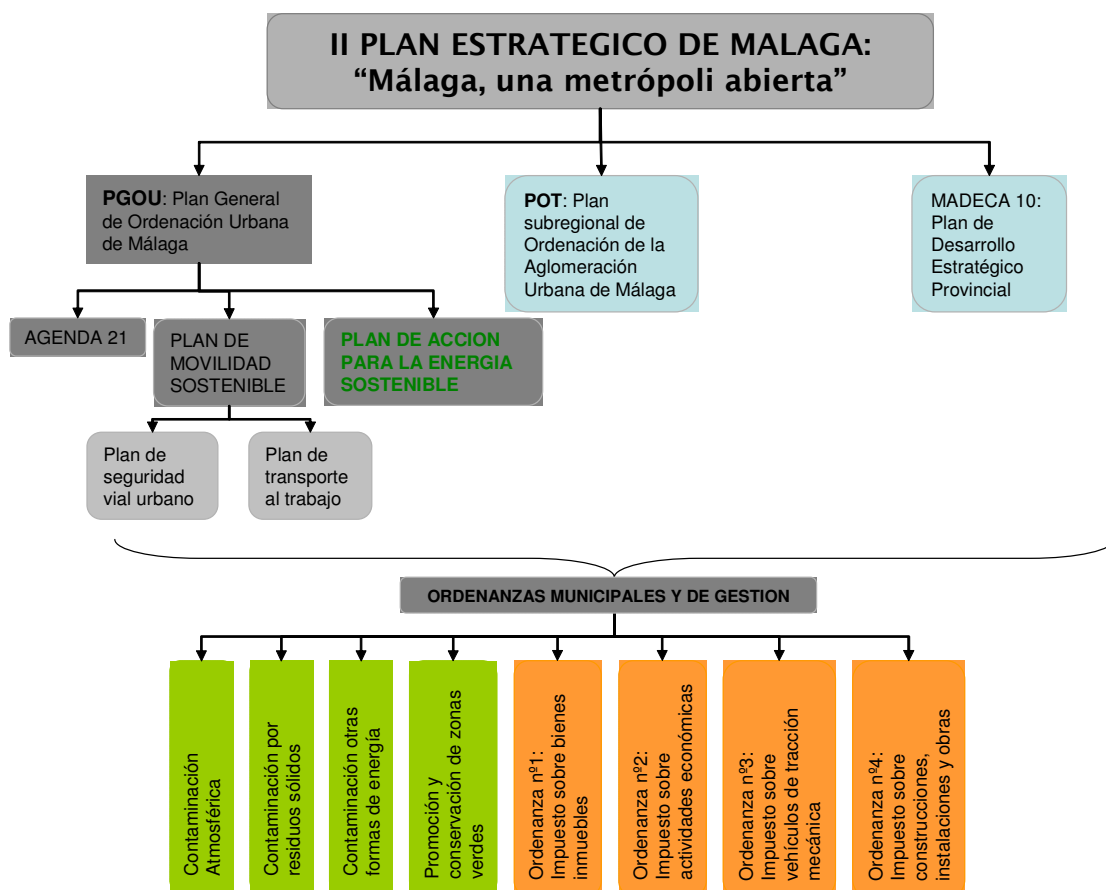 II PLAN ESTRATEGICO DE MALAGA:
“Málaga, una metrópoli abierta”
PGOU: Plan General
de Ordenación Urbana
de Málaga
POT: Plan
subregional de
Ordenación de la
Aglomeración
Urbana de Málaga
MADECA 10:
Plan de
Desarrollo
Estratégico
Provincial
AGENDA 21
PLAN DE
MOVILIDAD
SOSTENIBLE
PLAN DE ACCION
PARA LA ENERGIA
SOSTENIBLE
Plan de
seguridad
vial urbano
Plan de
transporte
al trabajo
ORDENANZAS MUNICIPALES Y DE GESTION
Contaminación
Atmosférica
Contaminación por
residuos sólidos
Contaminación otras
formas de energía
Promoción y
conservación de zonas
verdes
Ordenanza nº1:
Impuesto sobre bienes
inmuebles
Ordenanza nº2:
Impuesto sobre
actividades económicas
Ordenanza nº3:
Impuesto sobre
vehículos de tracción
mecánica
Ordenanza nº4:
Impuesto sobre
construcciones,
instalaciones y obras